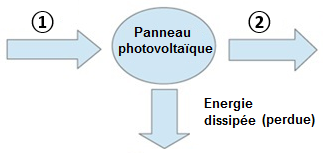 ① ②
Panneau
photovoltaïque
Energie
dissipée (perdue)